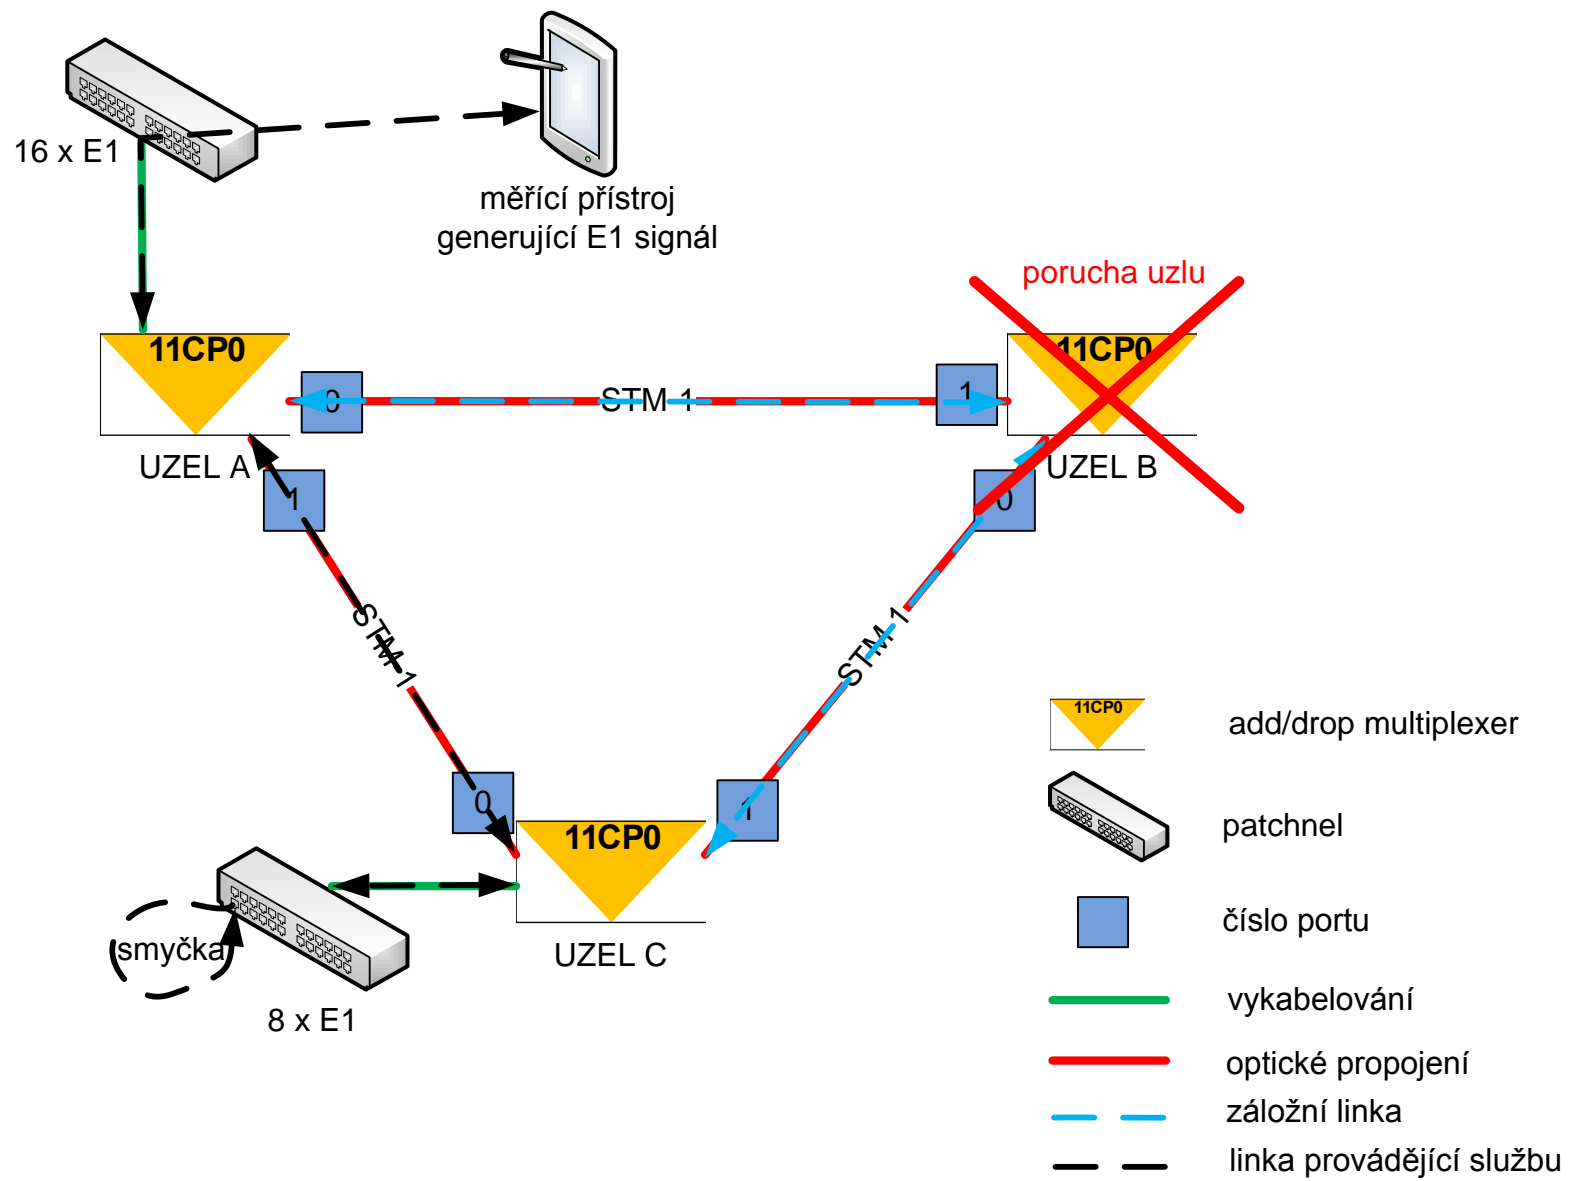 16 x E1
měřící přístroj
generující E1 signál
porucha uzlu
11CP0
11CP0
0
STM 1
1
UZEL A
UZEL B
1
0
STM 1
STM 1
0
1
11CP0
UZEL C
smyčka
8 x E1
11CP0
add/drop multiplexer
patchnel
číslo portu
vykabelování
optické propojení
záložní linka
linka provádějící službu